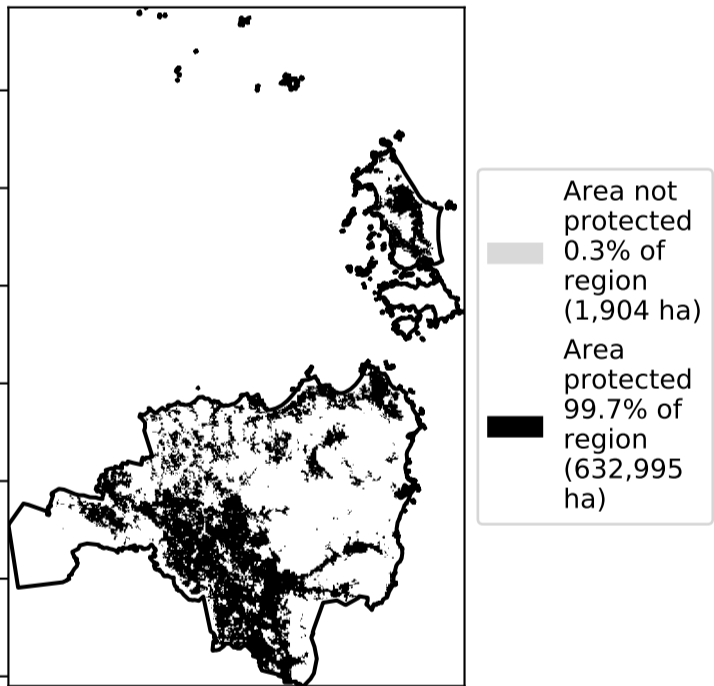 Area not
protected
0.3% of
region
(1,904 ha)
Area
protected
99.7% of
region
(632,995
ha)